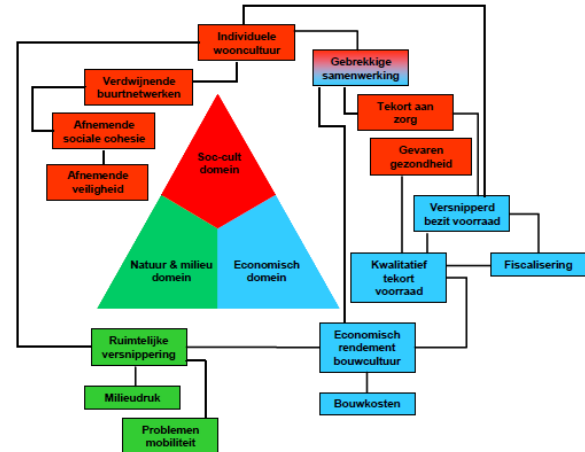 Individuele
wooncultuur
Gebrekkige
samenwerking
Verdwijnende
buurtnetwerken
Tekort aan
zorg
Afnemende
sociale cohesie
Gevaren
gezondheid
Soc-cult
domein
Afnemende
veiligheid
Versnipperd
bezit voorraad
Natuur & milieu
domein
Economisch
domein
Kwalitatief
tekort
voorraad
Fiscalisering
Ruimtelijke
versnippering
Economisch
rendement
bouwcultuur
Milieudruk
Bouwkosten
Problemen
mobiliteit